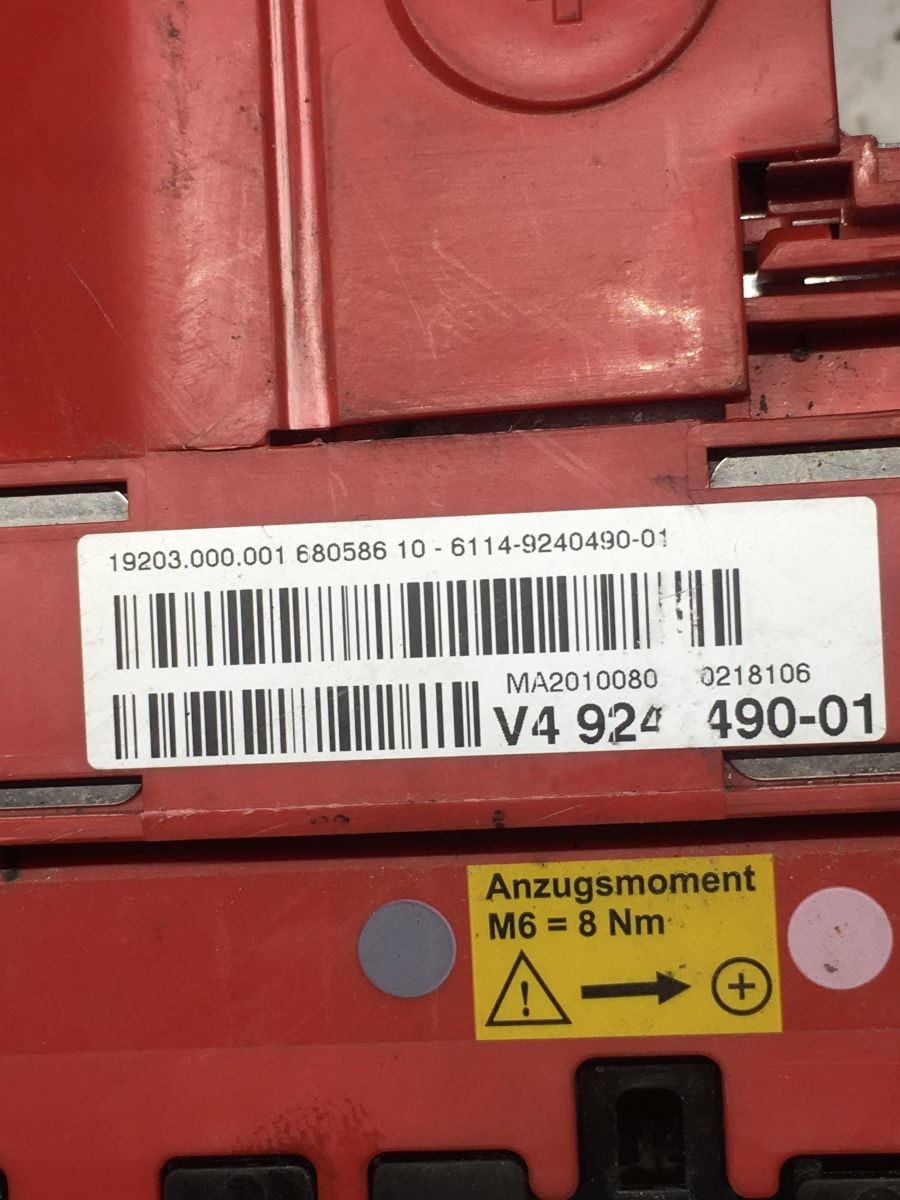 19203.000.001 680586 10 - 6114-9240490-01
MA2010080 0218106
V4 924 490-01
Anzugsmoment
M6 = 8 Nm